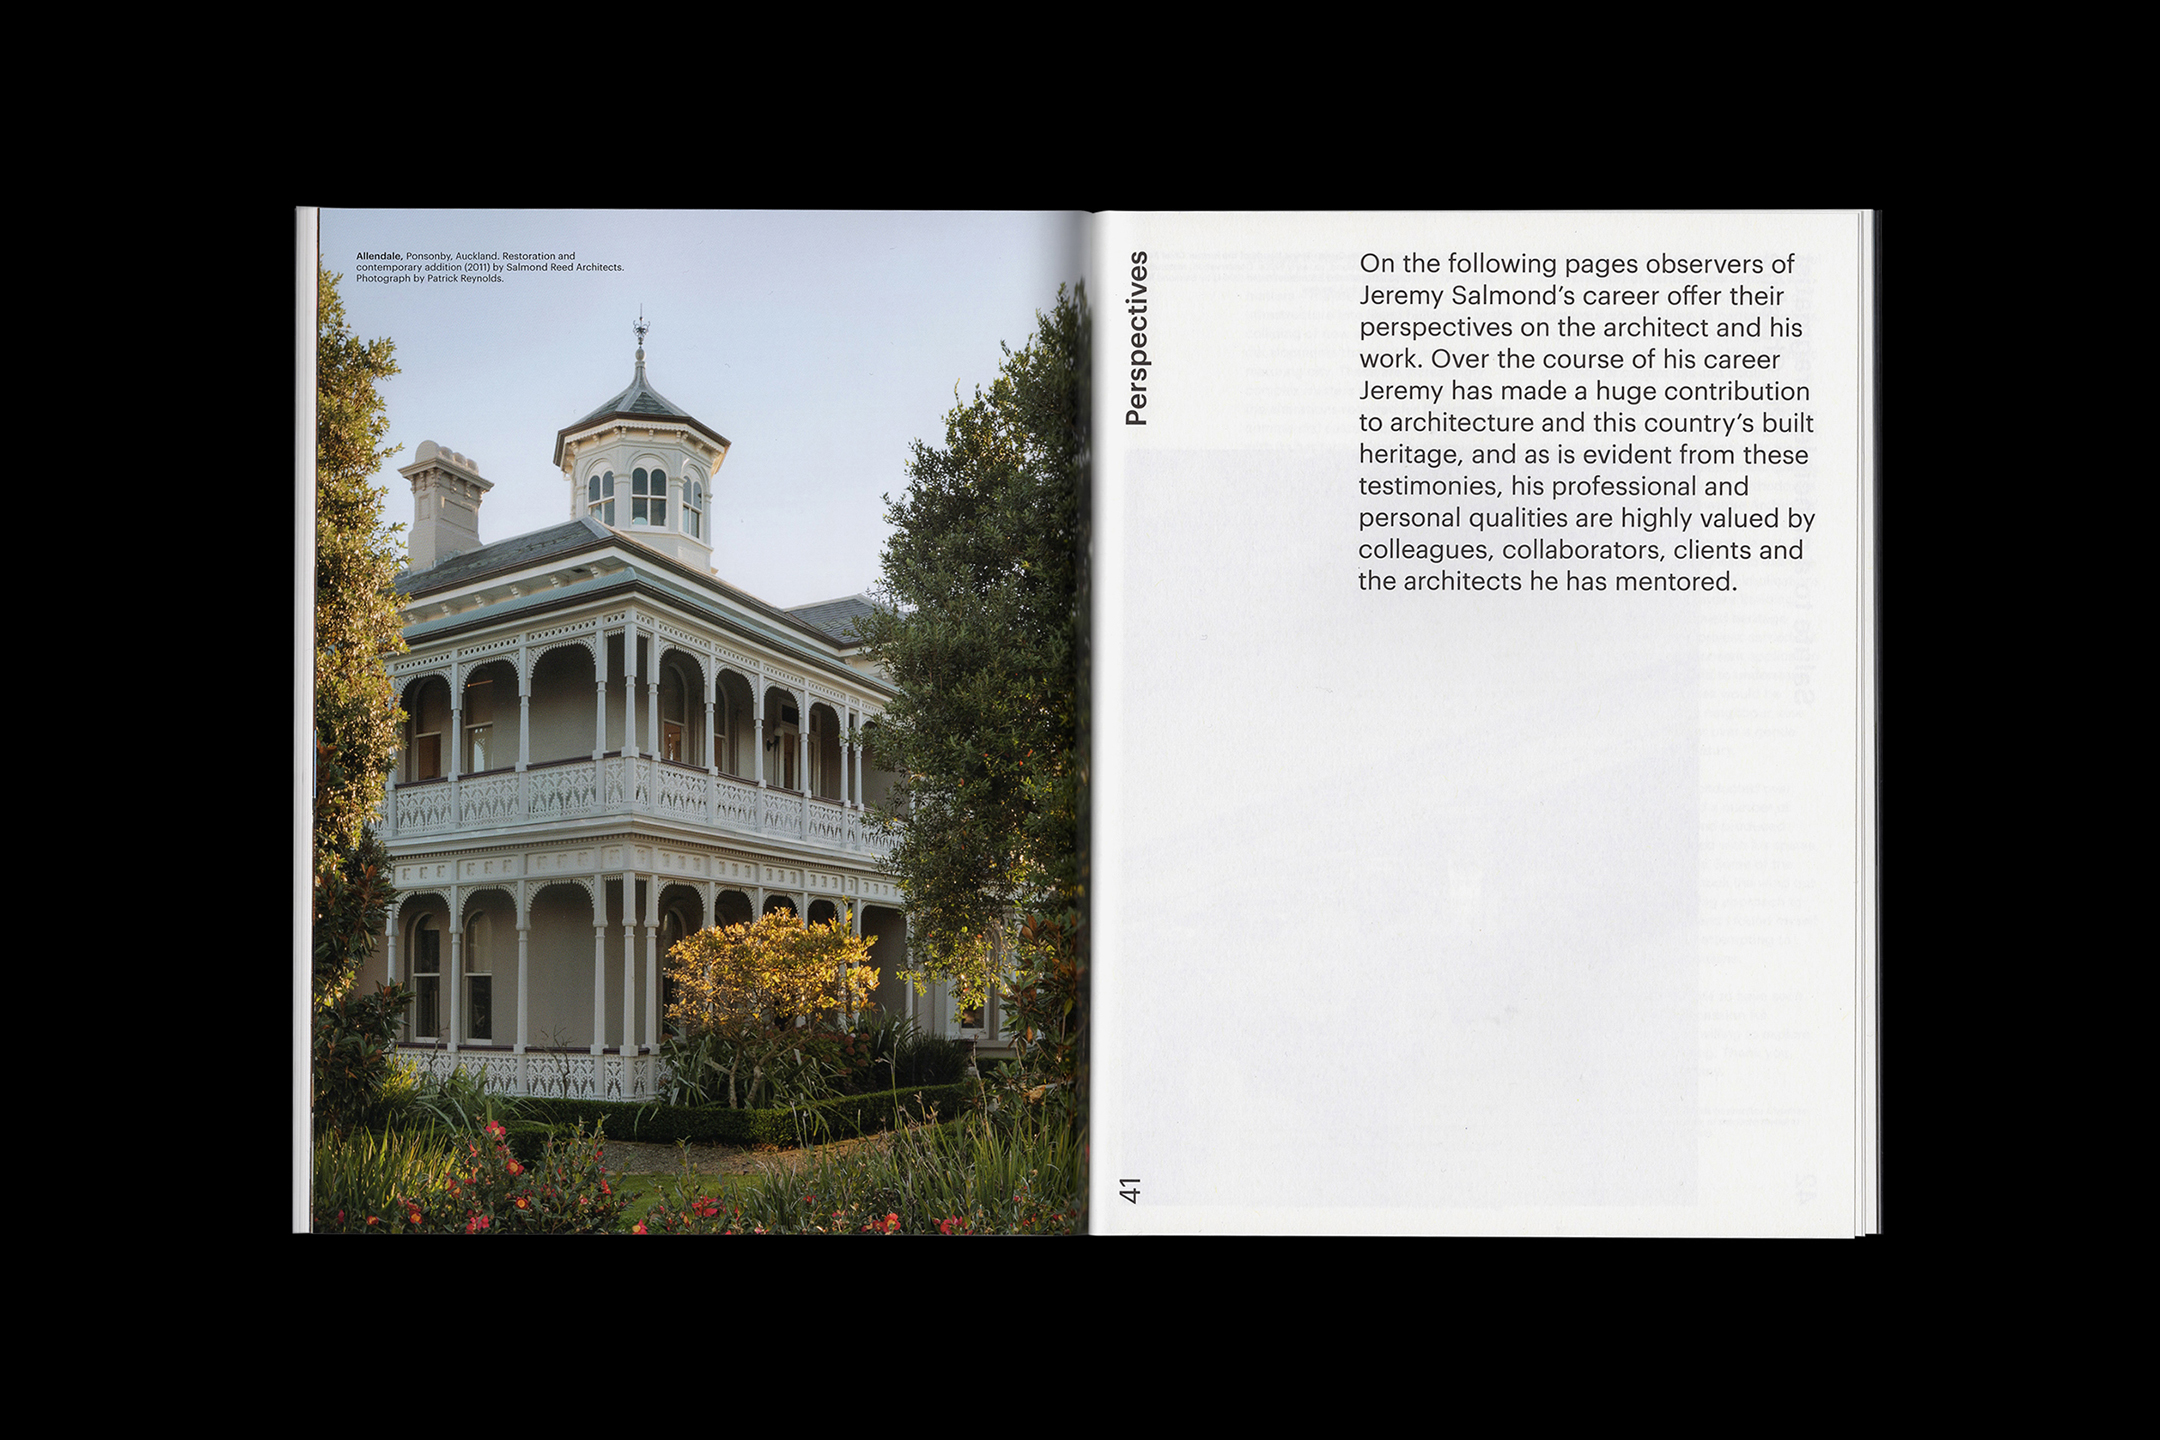 Allendale, Ponsonby, Auckland. Restoration and
contemporary addition (2011) by Salmond Reed Architects.
Photograph by Patrick Reynolds.
Perspectives
On the following pages observers of
Jeremy Salmond’s career offer their
perspectives on the architect and his
work. Over the course of his career
Jeremy has made a huge contribution
to architecture and this country’s built
heritage, and as is evident from these
testimonies, his professional and
personal qualities are highly valued by
colleagues, collaborators, clients and
the architects he has mentored.
41